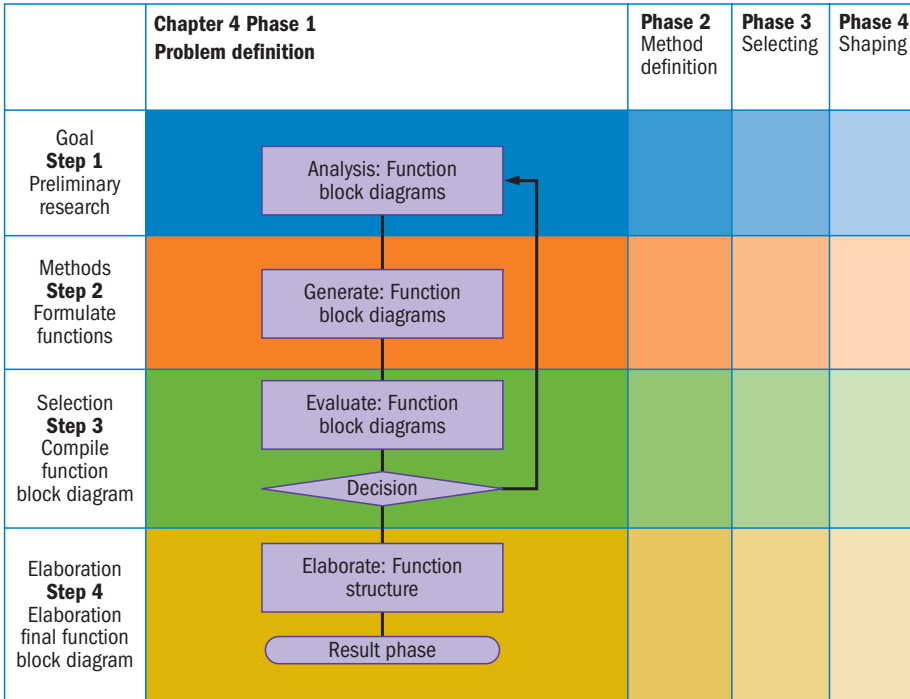 Chapter 4 Phase 1
Problem definition
Phase 2
Method
definition
Phase 3
Selecting
Phase 4
Shaping
Goal
Step 1
Preliminary
research
Analysis: Function
block diagrams
Methods
Step 2
Formulate
functions
Generate: Function
block diagrams
Selection
Step 3
Compile
function
block diagram
Evaluate: Function
block diagrams
Decision
Elaboration
Step 4
Elaboration
final function
block diagram
Elaborate: Function
structure
Result phase